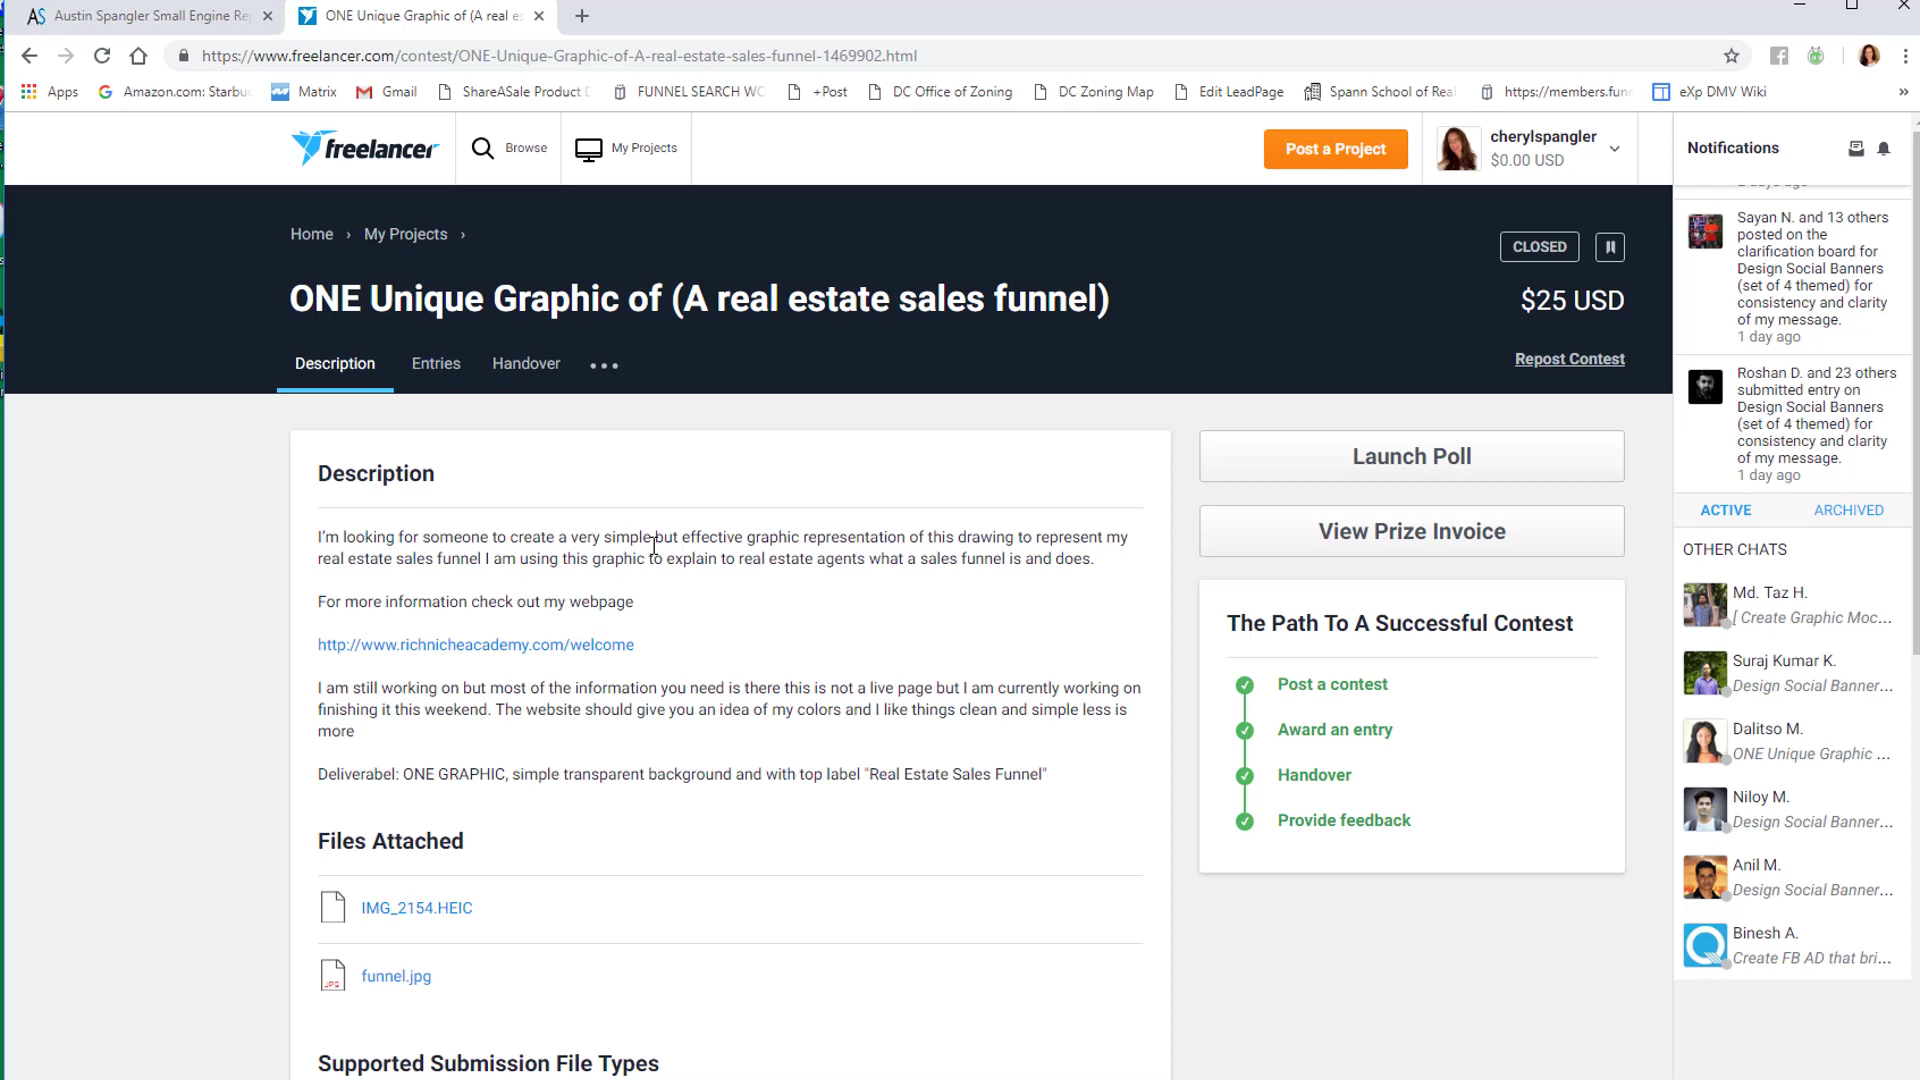 Austin Spangler Small Engine Re
ONE Unique Graphic of (A real es
https://www.freelancer.com/contest/ONE-Unique-Graphic-of-A-real-estate-sales-funnel-1469902.html
Apps
Amazon.com: Starbu
Matrix
Gmail
ShareASale Product D
FUNNEL SEARCH WO
+Post
DC Office of Zoning
DC Zoning Map
Edit LeadPage
Spann School of Real
https://members.funn
eXp DMV Wiki
»
freelancer
Browse
My Projects
Post a Project
cherylspangler
$0.00 USD
Notifications
Home › My Projects ›
CLOSED
ONE Unique Graphic of (A real estate sales funnel)
$25 USD
Description
Entries
Handover
Repost Contest
Description
I'm looking for someone to create a very simple but effective graphic representation of this drawing to represent my
real estate sales funnel I am using this graphic to explain to real estate agents what a sales funnel is and does.
For more information check out my webpage
http://www.richnicheacademy.com/welcome
I am still working on but most of the information you need is there this is not a live page but I am currently working on
finishing it this weekend. The website should give you an idea of my colors and I like things clean and simple less is
more
Deliverabel: ONE GRAPHIC, simple transparent background and with top label "Real Estate Sales Funnel"
Files Attached
IMG_2154.HEIC
JPG
funnel.jpg
Supported Submission File Types
Launch Poll
View Prize Invoice
The Path To A Successful Contest
Post a contest
Award an entry
Handover
Provide feedback
2 days ago
Sayan N. and 13 others
posted on the
clarification board for
Design Social Banners
(set of 4 themed) for
consistency and clarity
of my message.
1 day ago
Roshan D. and 23 others
submitted entry on
Design Social Banners
(set of 4 themed) for
consistency and clarity
of my message.
1 day ago
ACTIVE
ARCHIVED
OTHER CHATS
Md. Taz H.
[ Create Graphic Moc...
Suraj Kumar K.
Design Social Banner...
Dalitso M.
ONE Unique Graphic ...
Niloy M.
Design Social Banner...
Anil M.
Design Social Banner...
Binesh A.
Create FB AD that bri...